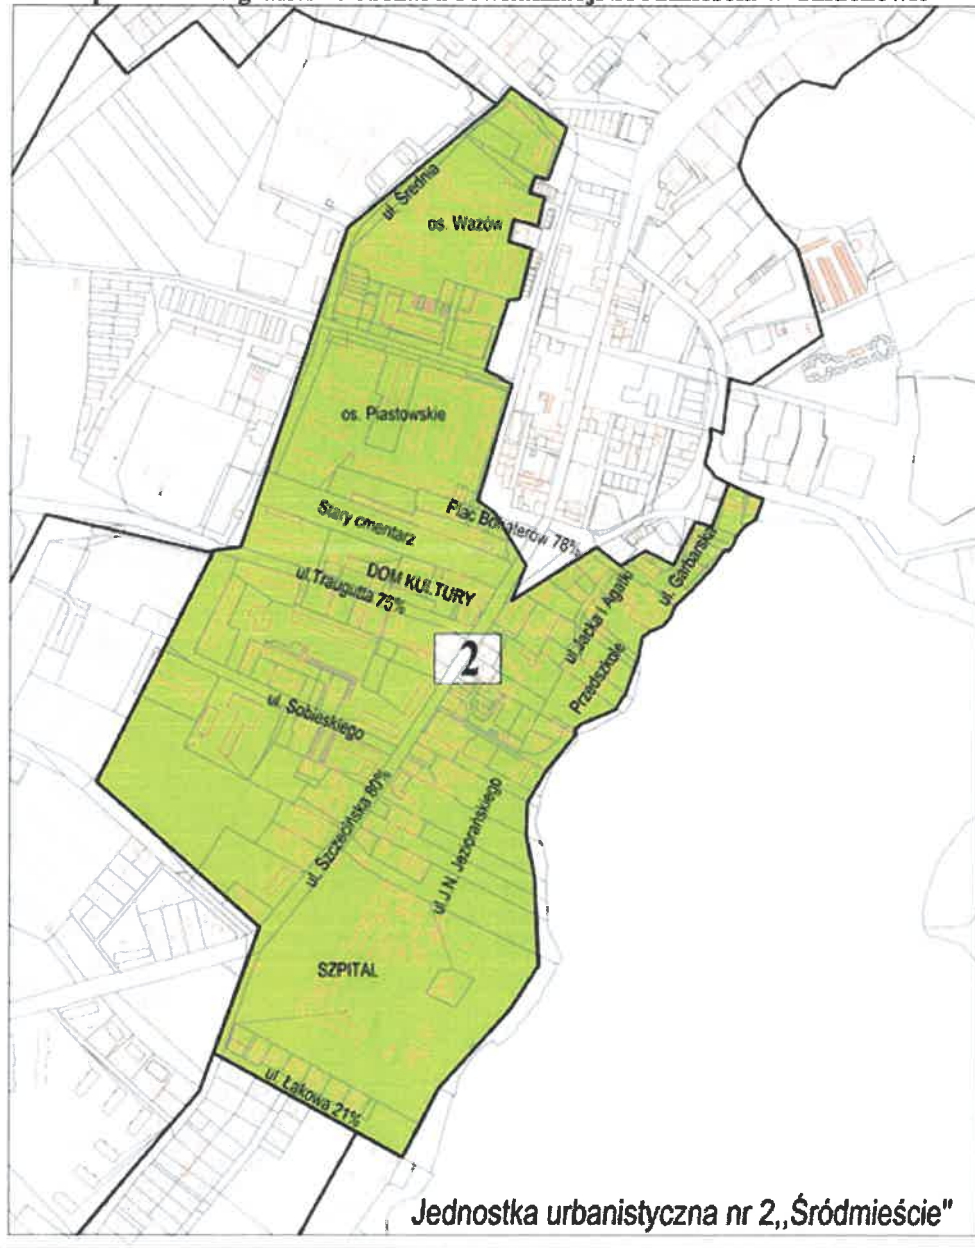 ul. Średnia
os. Wazów
os. Piastowskie
Stary cmentarz
Plac Bohaterów 78%
DOM KULTURY
ul.Traugutta 75%
ul. Garbarska
ul.Jacka i Agatki
Przedszkole
2
ul. Sobieskiego
ul. Szczecińska 80%
ul.J.N. Jeziorańskiego
SZPITAL
ul. Łąkowa 21%
Jednostka urbanistyczna nr 2,,Śródmieście"